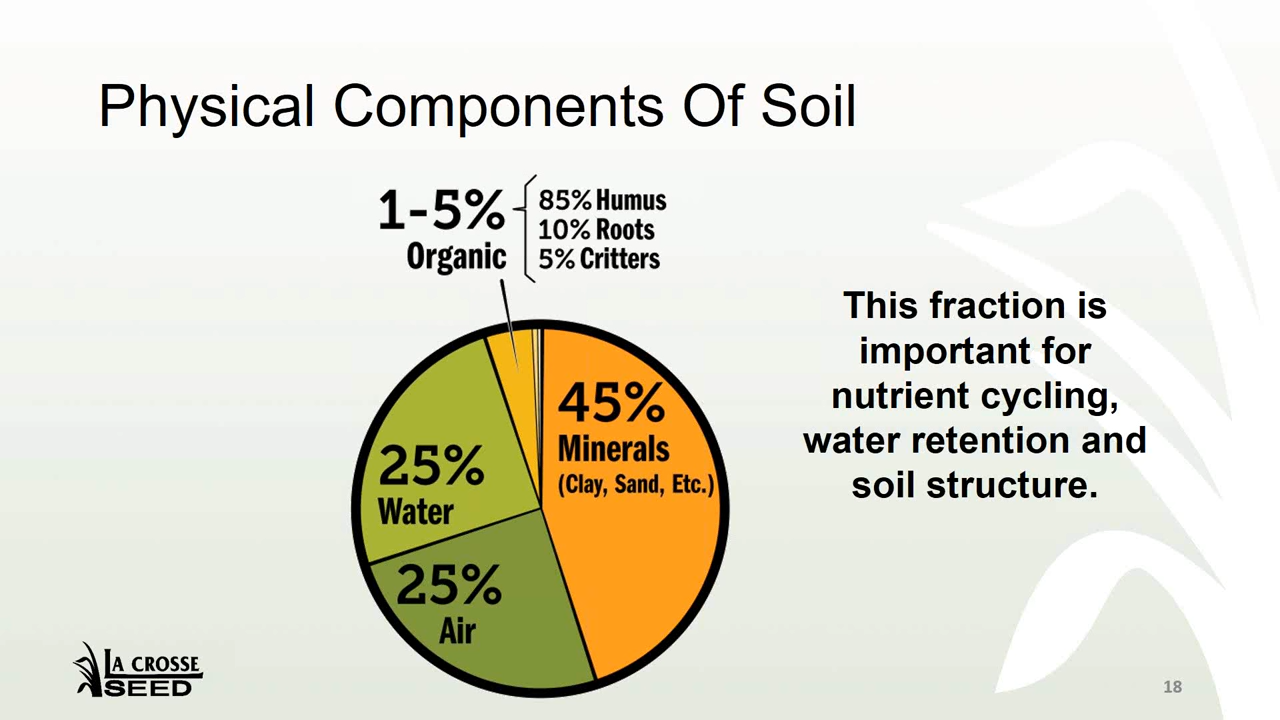 Physical Components Of Soil
1-5%
Organic
85% Humus
10% Roots
5% Critters
45%
Minerals
(Clay, Sand, Etc.)
25%
Water
25%
Air
This fraction is
important for
nutrient cycling,
water retention and
soil structure.
LA CROSSE
SEED
18